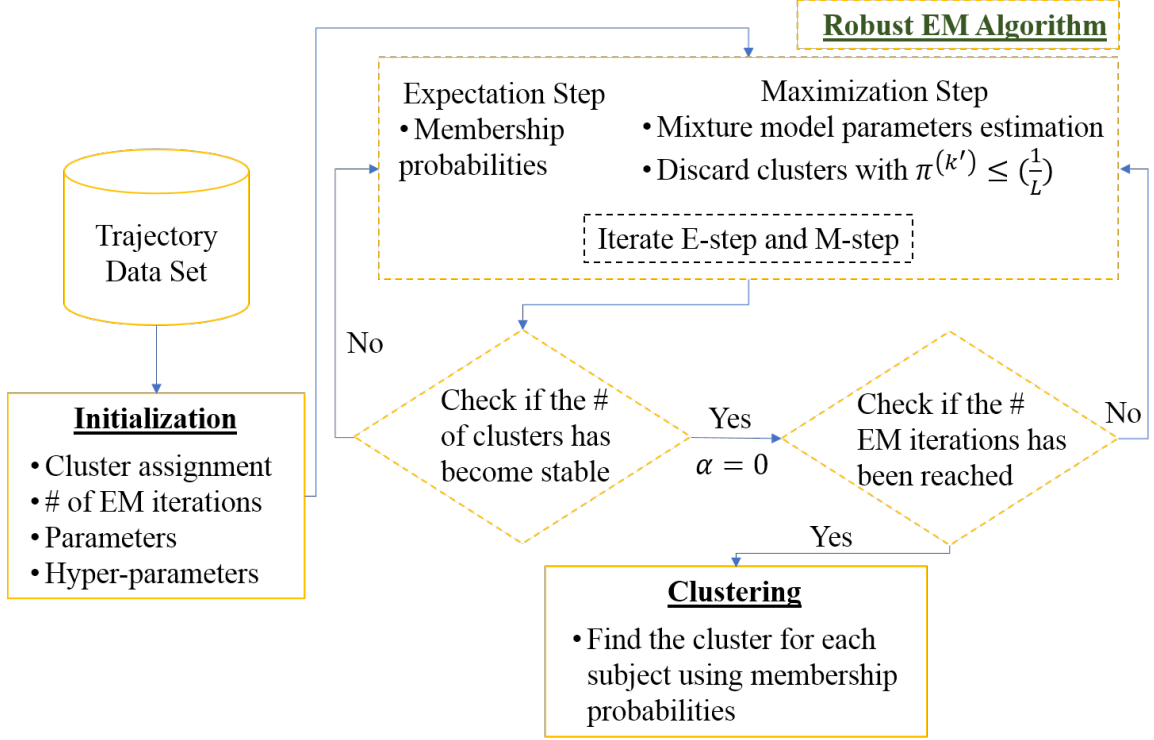 Robust EM Algorithm
Expectation Step
• Membership
probabilities
Maximization Step
• Mixture model parameters estimation
• Discard clusters with π^(k′) ≤ (1/L)
Iterate E-step and M-step
Trajectory
Data Set
No
Initialization
• Cluster assignment
• # of EM iterations
• Parameters
• Hyper-parameters
Check if the #
of clusters has
become stable
Yes
α = 0
Check if the #
EM iterations has
been reached
No
Yes
Clustering
• Find the cluster for each
subject using membership
probabilities